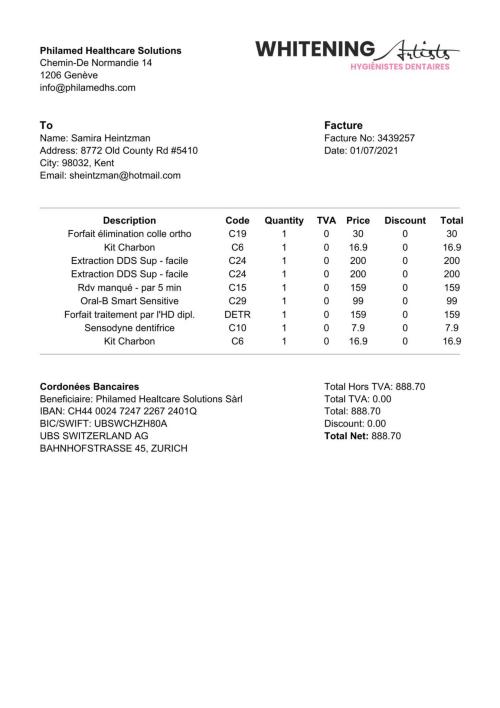 Philamed Healthcare Solutions
Chemin-De Normandie 14
1206 Genève
info@philamedhs.com
WHITENING Artists
HYGIÉNISTES DENTAIRES
To
Name: Samira Heintzman
Address: 8772 Old County Rd #5410
City: 98032, Kent
Email: sheintzman@hotmail.com
Facture
Facture No: 3439257
Date: 01/07/2021
Description Code Quantity TVA Price Discount Total
Forfait élimination colle ortho C19 1 0 30 0 30
Kit Charbon C6 1 0 16.9 0 16.9
Extraction DDS Sup - facile C24 1 0 200 0 200
Extraction DDS Sup - facile C24 1 0 200 0 200
Rdv manqué - par 5 min C15 1 0 159 0 159
Oral-B Smart Sensitive C29 1 0 99 0 99
Forfait traitement par l'HD dipl. DETR 1 0 159 0 159
Sensodyne dentifrice C10 1 0 7.9 0 7.9
Kit Charbon C6 1 0 16.9 0 16.9
Cordonées Bancaires
Beneficiaire: Philamed Healtcare Solutions Sàrl
IBAN: CH44 0024 7247 2267 2401Q
BIC/SWIFT: UBSWCHZH80A
UBS SWITZERLAND AG
BAHNHOFSTRASSE 45, ZURICH
Total Hors TVA: 888.70
Total TVA: 0.00
Total: 888.70
Discount: 0.00
Total Net: 888.70